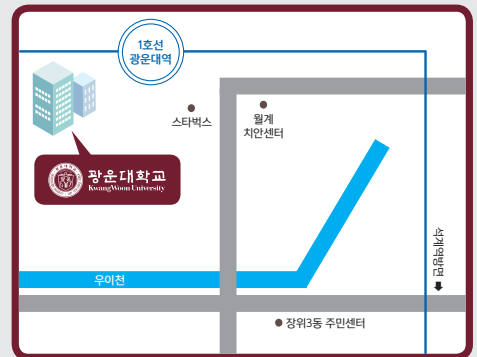 1호선
광운대역
스타벅스
월계
치안센터
광운대학교
KwangWoon University
석계역방면
우이천
장위3동 주민센터